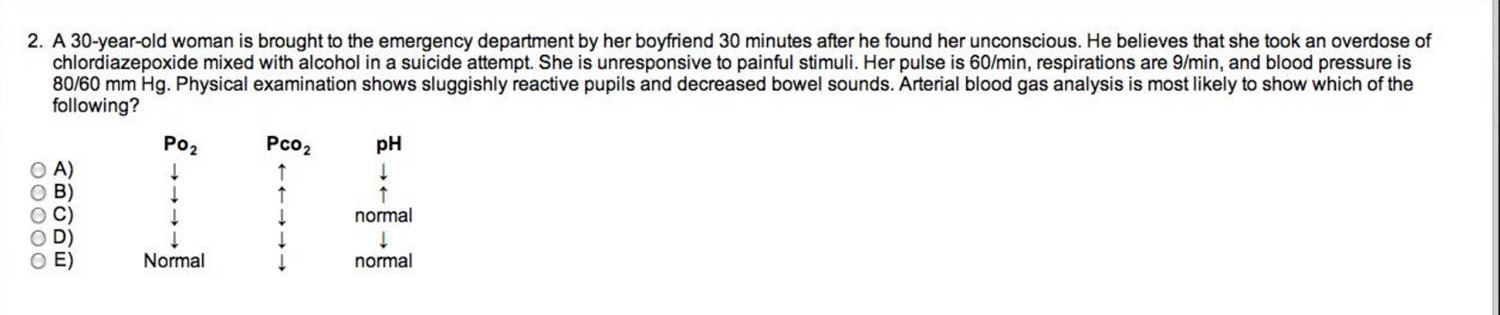 2. A 30-year-old woman is brought to the emergency department by her boyfriend 30 minutes after he found her unconscious. He believes that she took an overdose of
chlordiazepoxide mixed with alcohol in a suicide attempt. She is unresponsive to painful stimuli. Her pulse is 60/min, respirations are 9/min, and blood pressure is
80/60 mm Hg. Physical examination shows sluggishly reactive pupils and decreased bowel sounds. Arterial blood gas analysis is most likely to show which of the
following?
Po₂ Pco₂ pH
A) ↓ ↑ ↓
B) ↓ ↑ ↑
C) ↓ ↓ normal
D) ↓ ↓ ↓
E) Normal ↓ normal